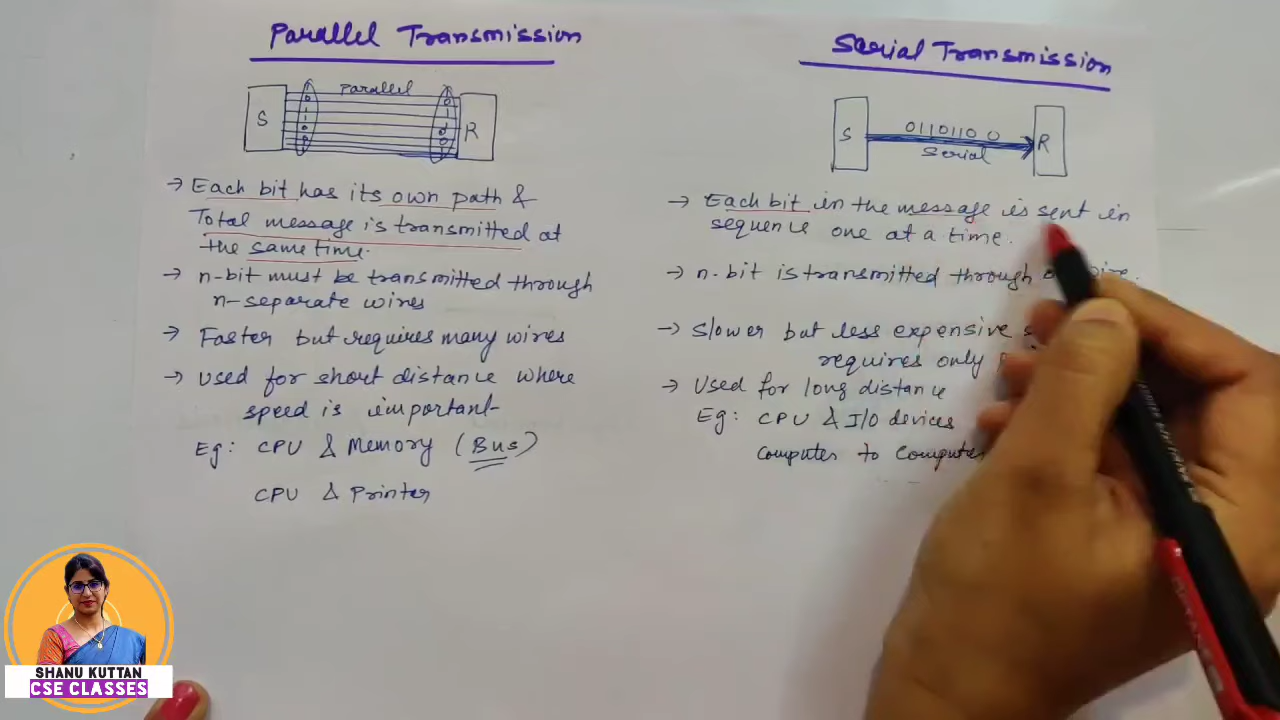 Parallel Transmission
S
Parallel
R
→ Each bit has its own path &
Total message is transmitted at
the same time.
→ n-bit must be transmitted through
n-separate wires
→ Faster but requires many wires
→ used for short distance where
speed is important
Eg: CPU & Memory (Bus)
CPU & Printer
Serial Transmission
S
0110110 0
Serial
R
→ Each bit in the message is sent in
sequence one at a time.
→ n-bit is transmitted through
→ Slower but less expensive
requires only
→ Used for long distance
Eg: CPU & I/O devices
Computer to Computer
SHANU KUTTAN
CSE CLASSES